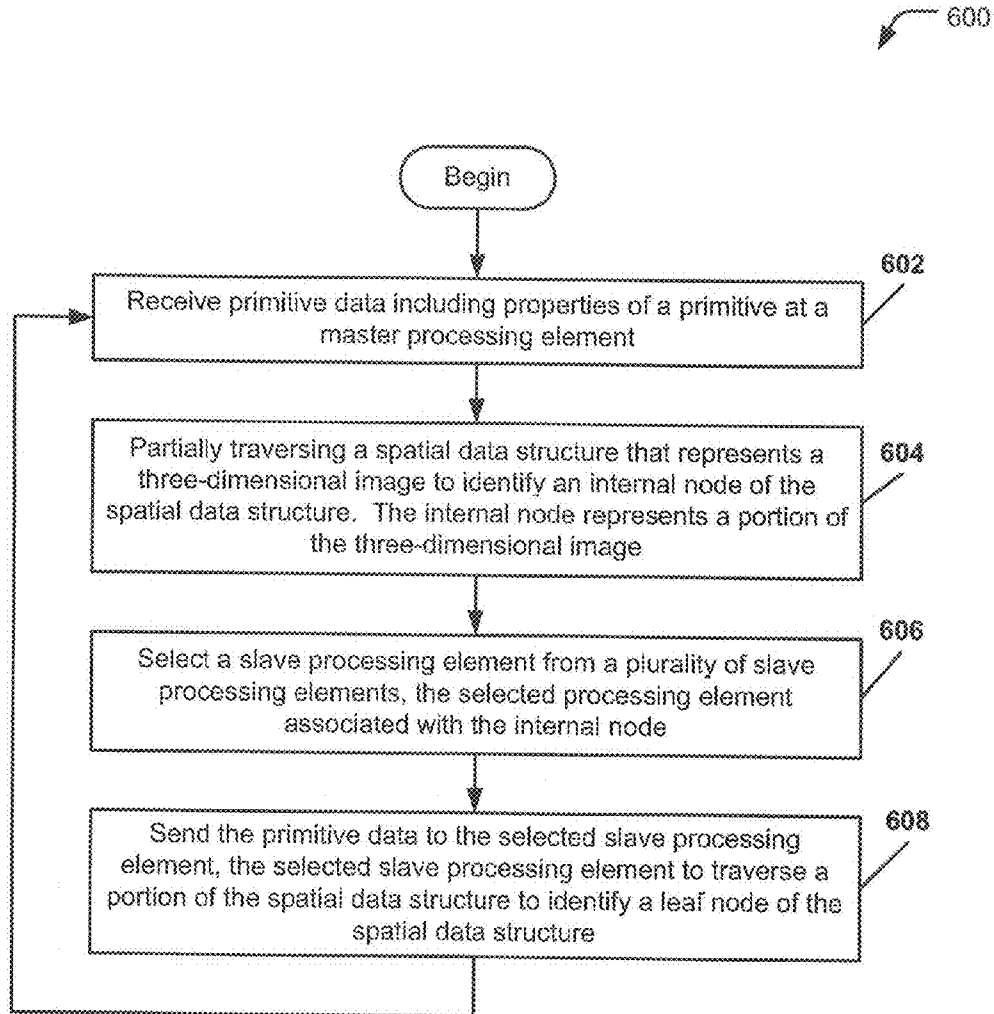 600
Begin
602
Receive primitive data including properties of a primitive at a
master processing element
604
Partially traversing a spatial data structure that represents a
three-dimensional image to identify an internal node of the
spatial data structure. The internal node represents a portion of
the three-dimensional image
606
Select a slave processing element from a plurality of slave
processing elements, the selected processing element
associated with the internal node
608
Send the primitive data to the selected slave processing
element, the selected slave processing element to traverse a
portion of the spatial data structure to identify a leaf node of the
spatial data structure